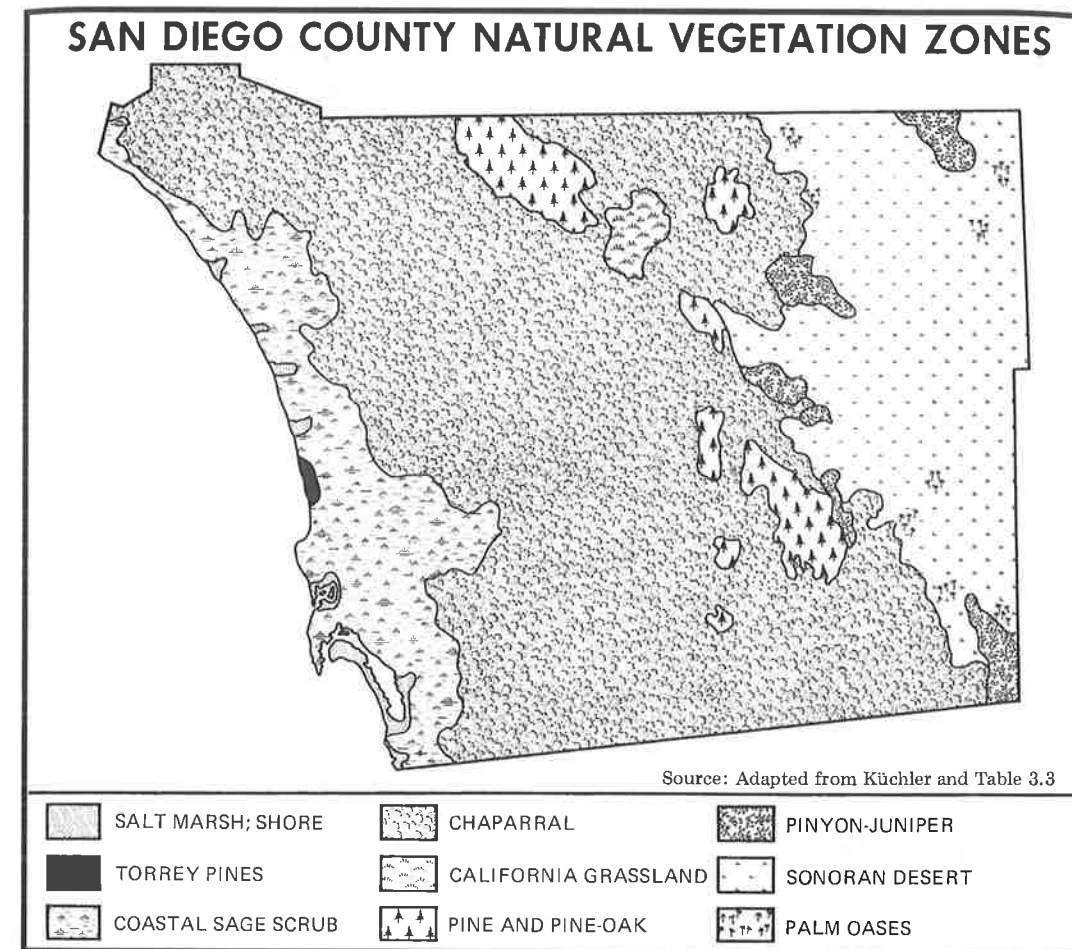 SAN DIEGO COUNTY NATURAL VEGETATION ZONES
Source: Adapted from Küchler and Table 3.3
SALT MARSH; SHORE
CHAPARRAL
PINYON-JUNIPER
TORREY PINES
CALIFORNIA GRASSLAND
SONORAN DESERT
COASTAL SAGE SCRUB
PINE AND PINE-OAK
PALM OASES